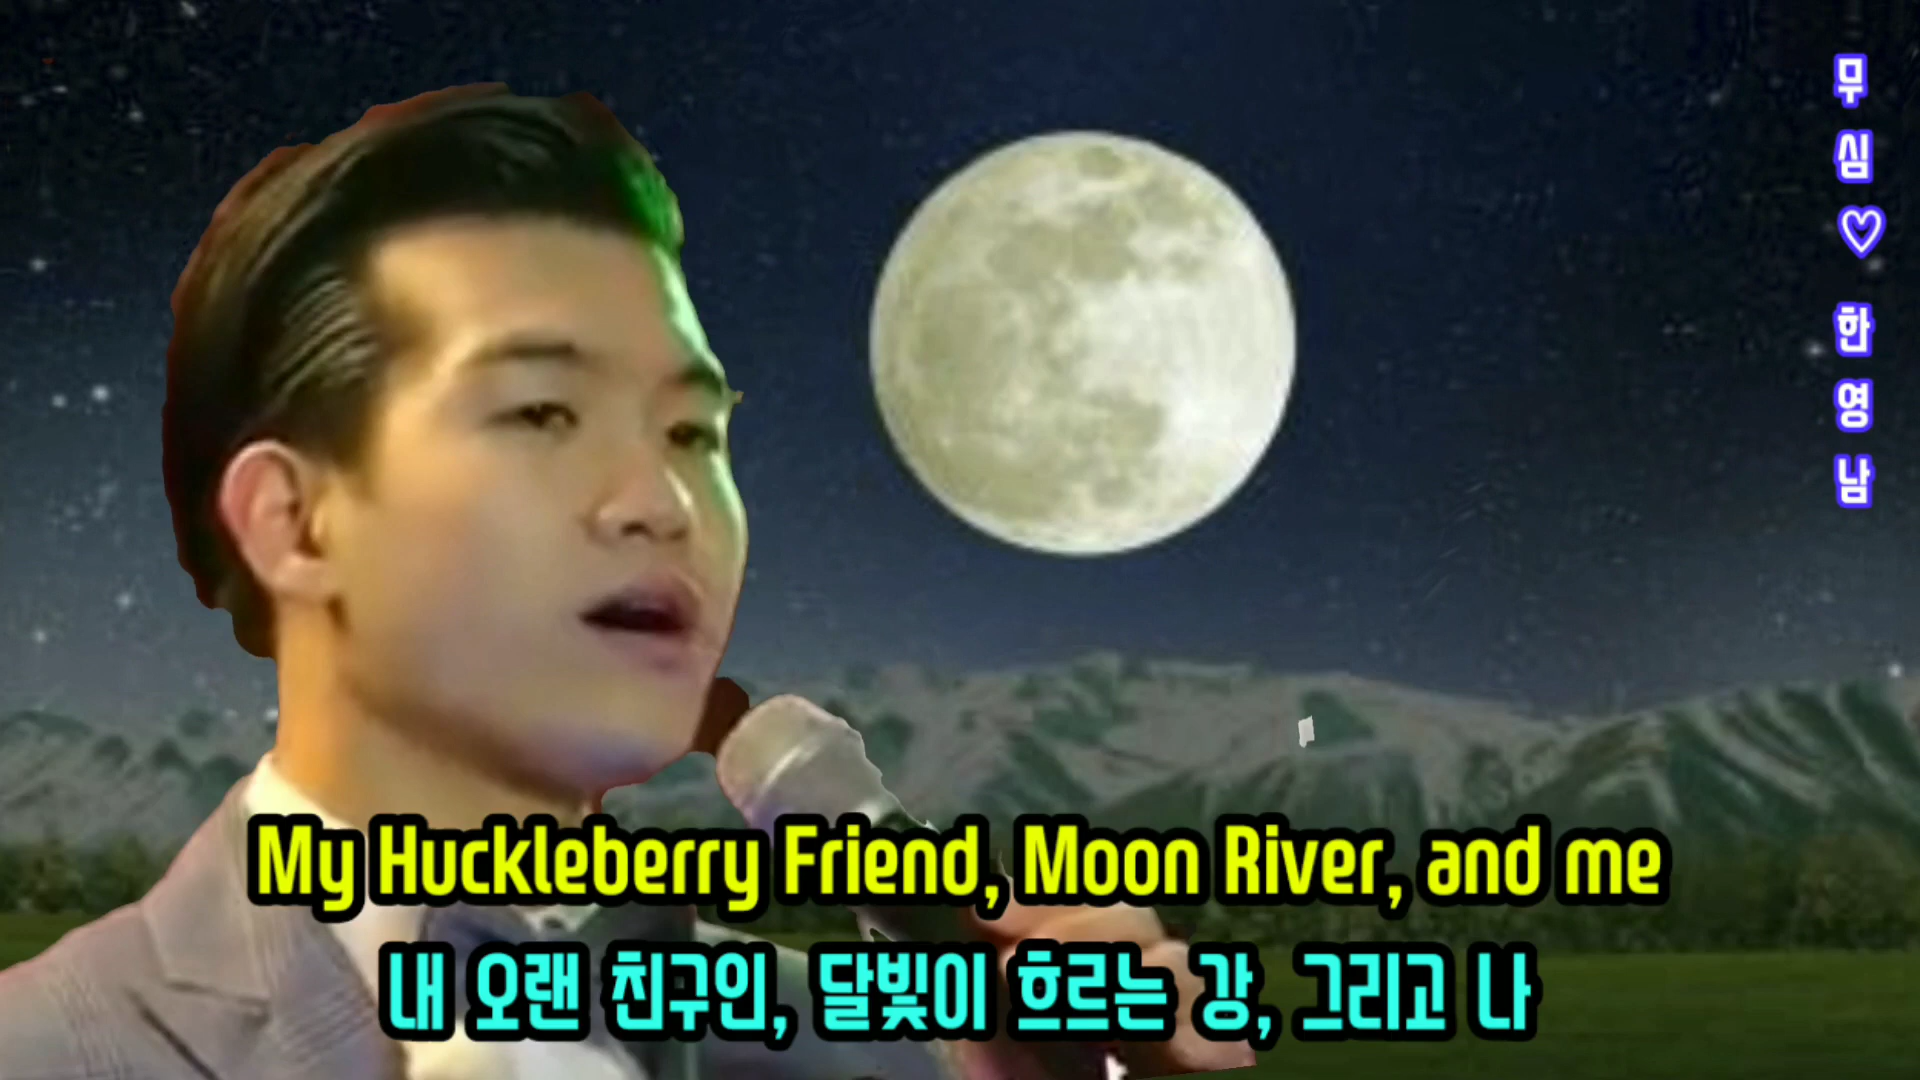 My Huckleberry Friend, Moon River, and me
내 오랜 친구인, 달빛이 흐르는 강, 그리고 나
무심♡ 한영남